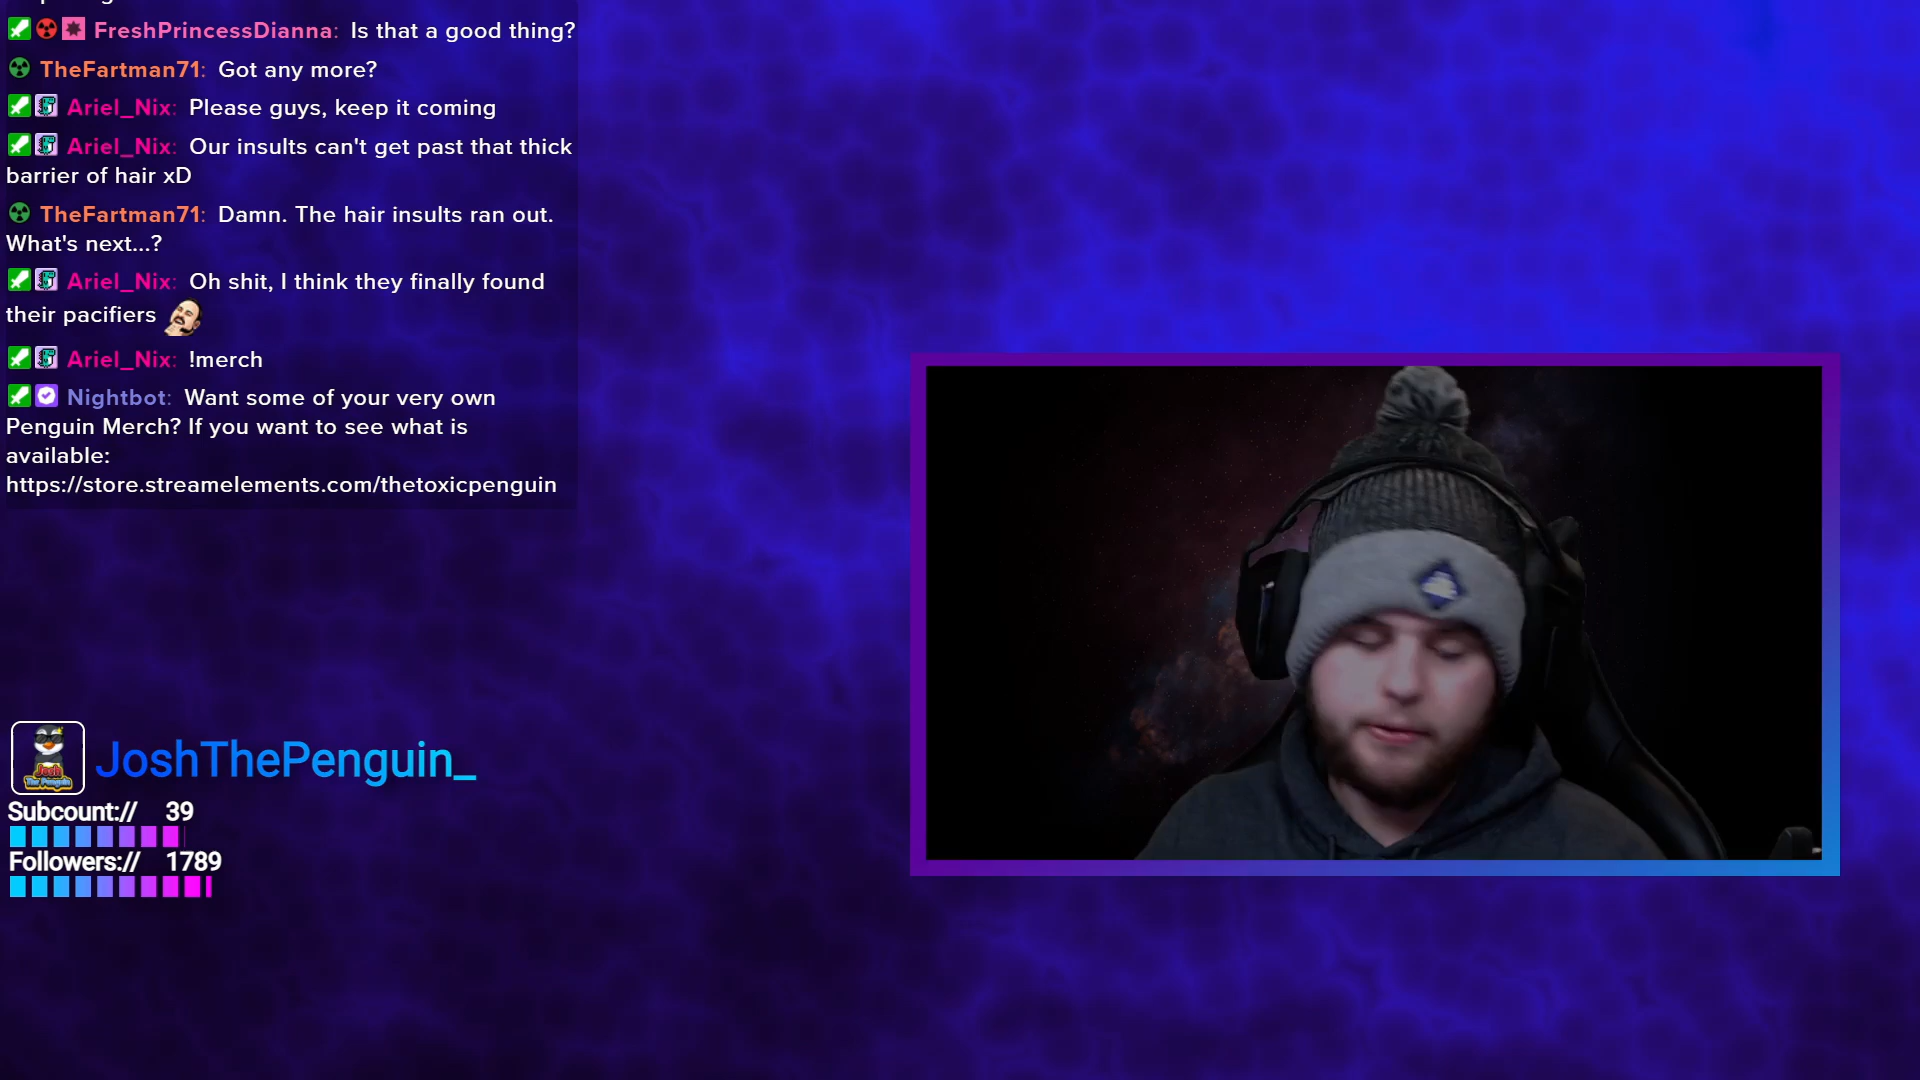 FreshPrincessDianna: Is that a good thing?
TheFartman71: Got any more?
Ariel_Nix: Please guys, keep it coming
Ariel_Nix: Our insults can't get past that thick
barrier of hair xD
TheFartman71: Damn. The hair insults ran out.
What's next...?
Ariel_Nix: Oh shit, I think they finally found
their pacifiers
Ariel_Nix: !merch
Nightbot: Want some of your very own
Penguin Merch? If you want to see what is
available:
https://store.streamelements.com/thetoxicpenguin
Josh
The Penguin
JoshThePenguin_
Subcount:// 39
Followers:// 1789